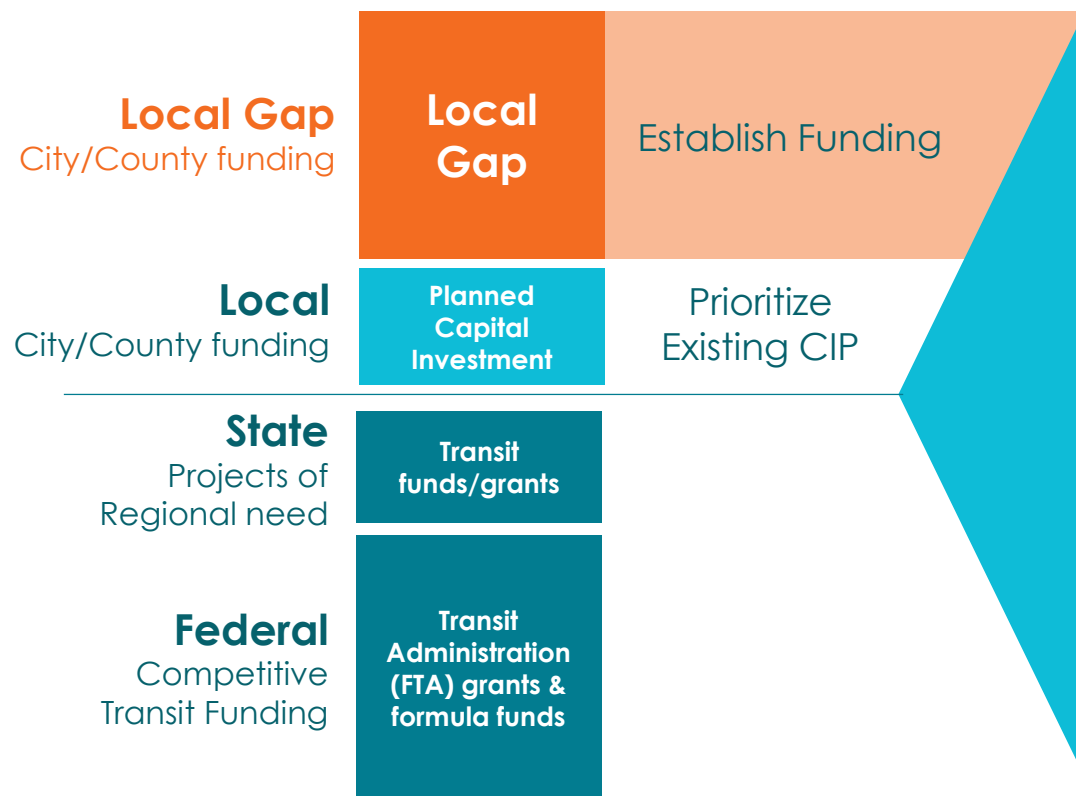 Local Gap
City/County funding
Local
Gap
Establish Funding
Local
City/County funding
Planned
Capital
Investment
Prioritize
Existing CIP
State
Projects of
Regional need
Transit
funds/grants
Federal
Competitive
Transit Funding
Transit
Administration
(FTA) grants &
formula funds